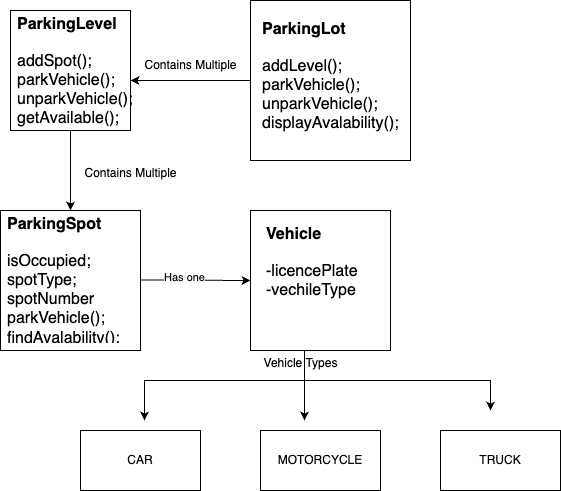 ParkingLevel
addSpot();
parkVehicle();
unparkVehicle();
getAvailable();
Contains Multiple
ParkingLot
addLevel();
parkVehicle();
unparkVehicle();
displayAvalability();
Contains Multiple
ParkingSpot
isOccupied;
spotType;
spotNumber
parkVehicle();
findAvalability();
Has one
Vehicle
-licencePlate
-vechileType
Vehicle Types
CAR
MOTORCYCLE
TRUCK